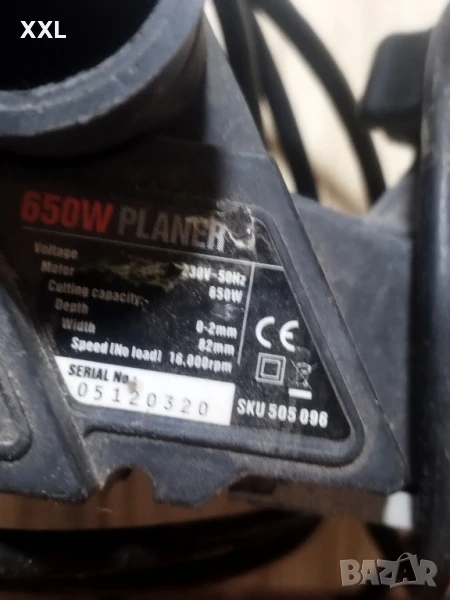 XXL
650W PLANER
Voltage 230V~50Hz
Motor 650W
Cutting capacity:-
Depth 0-2mm
Width 82mm
Speed (No load) 16.000rpm
CE
SERIAL No.
05120320
SKU 505 096
BAZAR